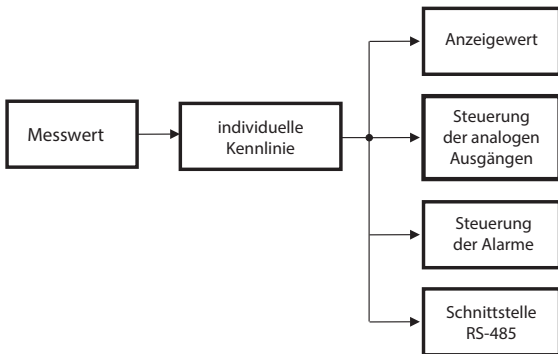 Messwert
individuelle
Kennlinie
Anzeigewert
Steuerung
der analogen
Ausgängen
Steuerung
der Alarme
Schnittstelle
RS-485